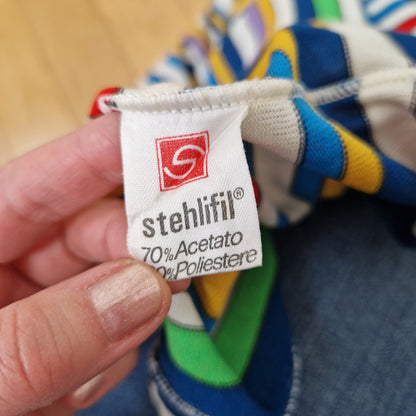 S
stehlifil®
70% Acetato
0% Poliestere